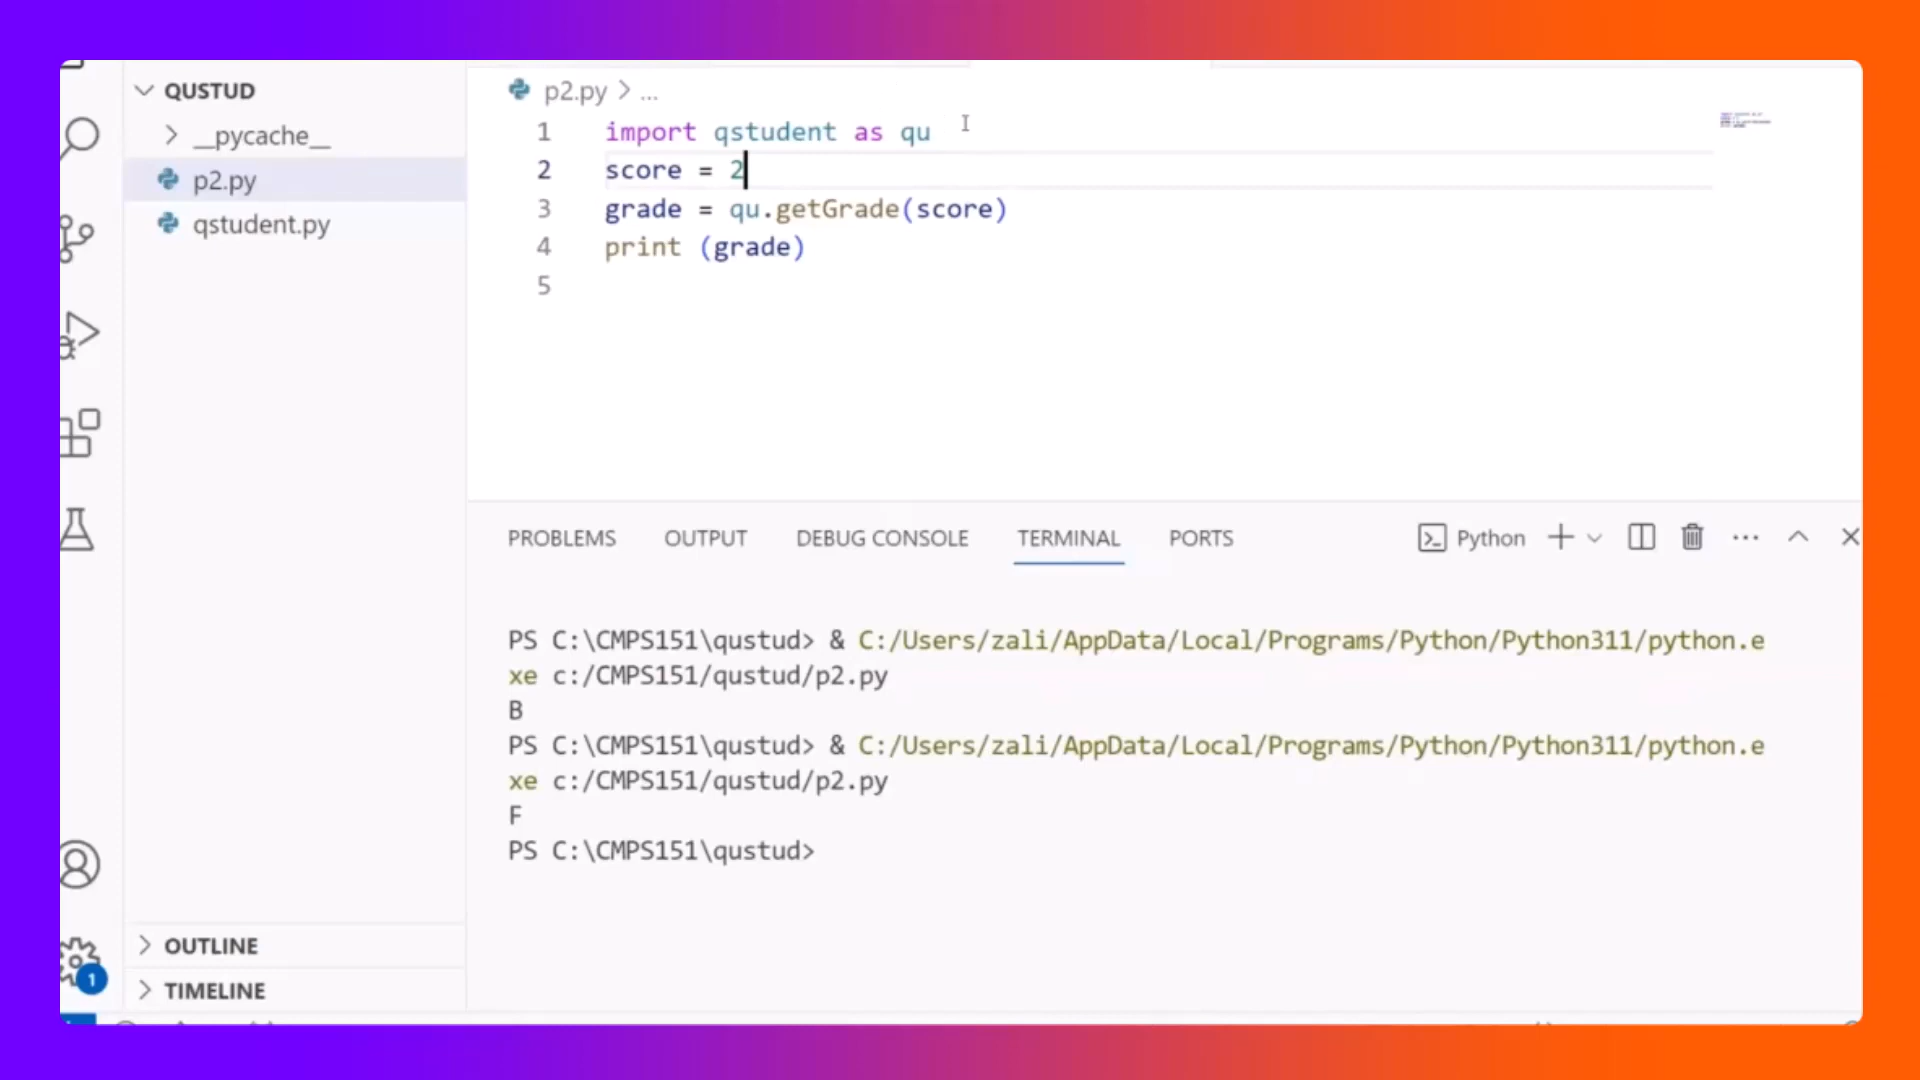 QUSTUD
__pycache__
p2.py
qstudent.py
OUTLINE
TIMELINE
1
p2.py > ...
1 import qstudent as qu
2 score = 2
3 grade = qu.getGrade(score)
4 print (grade)
5
PROBLEMS OUTPUT DEBUG CONSOLE TERMINAL PORTS Python
PS C:\CMPS151\qustud> & C:/Users/zali/AppData/Local/Programs/Python/Python311/python.e
xe c:/CMPS151/qustud/p2.py
B
PS C:\CMPS151\qustud> & C:/Users/zali/AppData/Local/Programs/Python/Python311/python.e
xe c:/CMPS151/qustud/p2.py
F
PS C:\CMPS151\qustud>